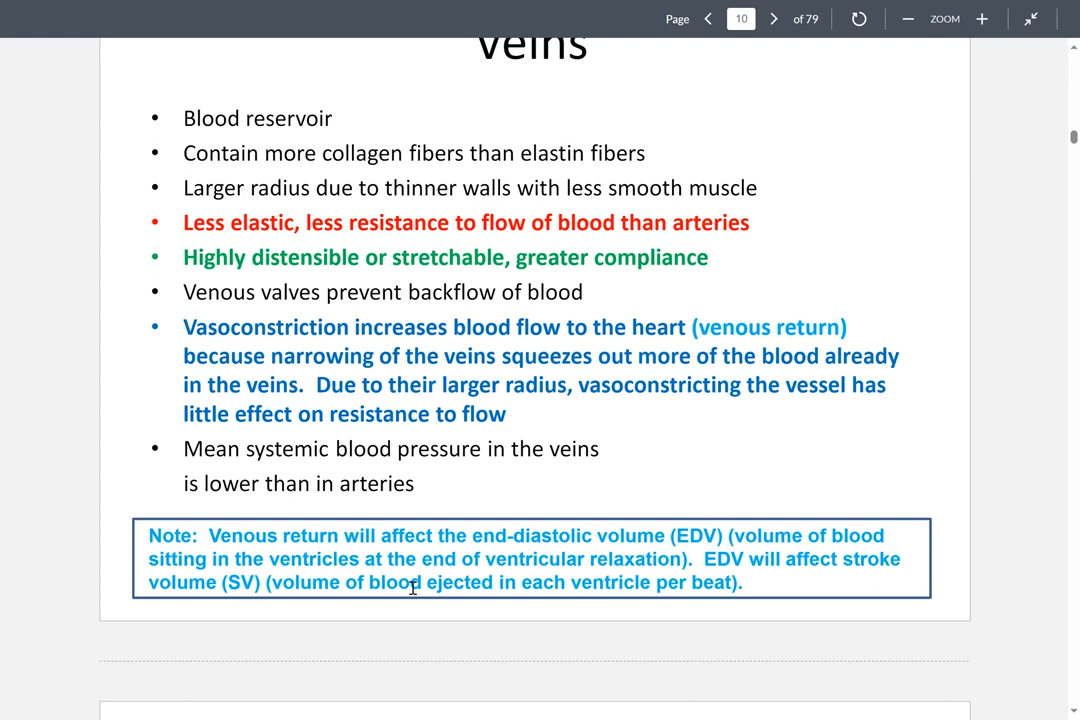 Page 10 of 79 ZOOM
Veins
• Blood reservoir
• Contain more collagen fibers than elastin fibers
• Larger radius due to thinner walls with less smooth muscle
• Less elastic, less resistance to flow of blood than arteries
• Highly distensible or stretchable, greater compliance
• Venous valves prevent backflow of blood
• Vasoconstriction increases blood flow to the heart (venous return)
because narrowing of the veins squeezes out more of the blood already
in the veins.  Due to their larger radius, vasoconstricting the vessel has
little effect on resistance to flow
• Mean systemic blood pressure in the veins
is lower than in arteries
Note:  Venous return will affect the end-diastolic volume (EDV) (volume of blood
sitting in the ventricles at the end of ventricular relaxation).  EDV will affect stroke
volume (SV) (volume of blood ejected in each ventricle per beat).